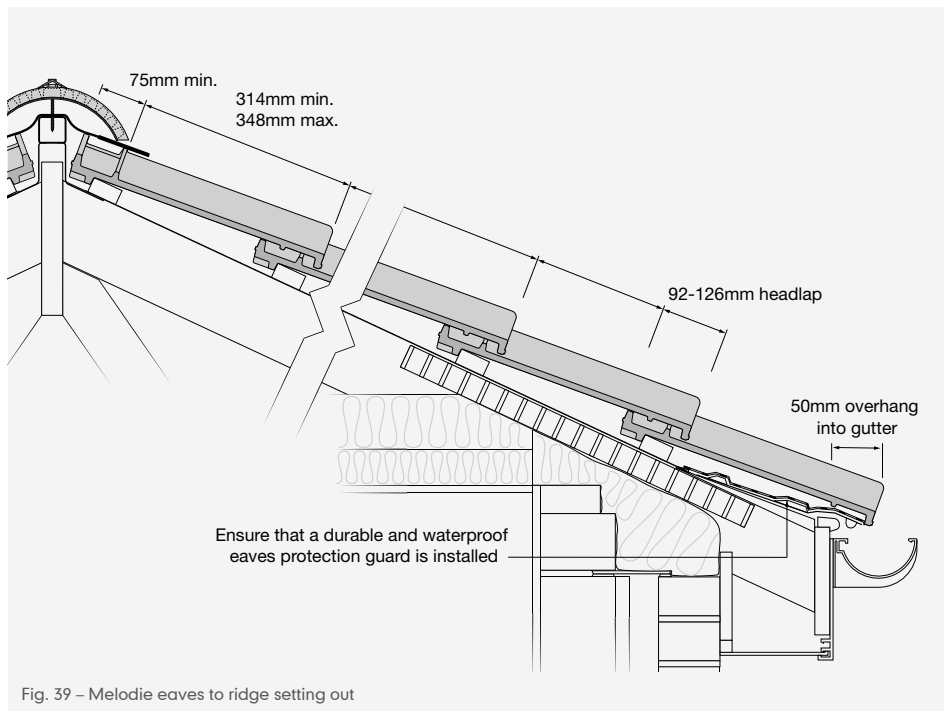 75mm min.
314mm min.
348mm max.
92-126mm headlap
50mm overhang
into gutter
Ensure that a durable and waterproof
eaves protection guard is installed
Fig. 39 – Melodie eaves to ridge setting out